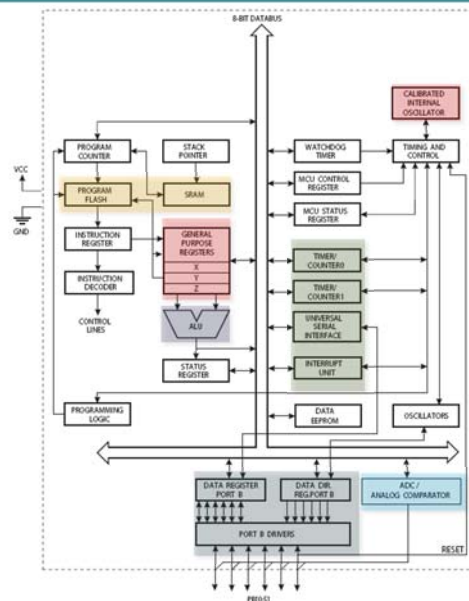 8-BIT DATABUS
CALIBRATED
INTERNAL
OSCILLATOR
PROGRAM
COUNTER
STACK
POINTER
WATCHDOG
TIMER
TIMING AND
CONTROL
VCC
PROGRAM
FLASH
SRAM
MCU CONTROL
REGISTER
MCU STATUS
REGISTER
GND
INSTRUCTION
REGISTER
GENERAL
PURPOSE
REGISTERS
X
Y
Z
TIMER/
COUNTER0
INSTRUCTION
DECODER
TIMER/
COUNTER1
UNIVERSAL
SERIAL
INTERFACE
CONTROL
LINES
ALU
STATUS
REGISTER
INTERRUPT
UNIT
PROGRAMMING
LOGIC
DATA
EEPROM
OSCILLATORS
DATA REGISTER
PORT B
DATA DIR.
REG.PORT B
ADC /
ANALOG COMPARATOR
PORT B DRIVERS
RESET